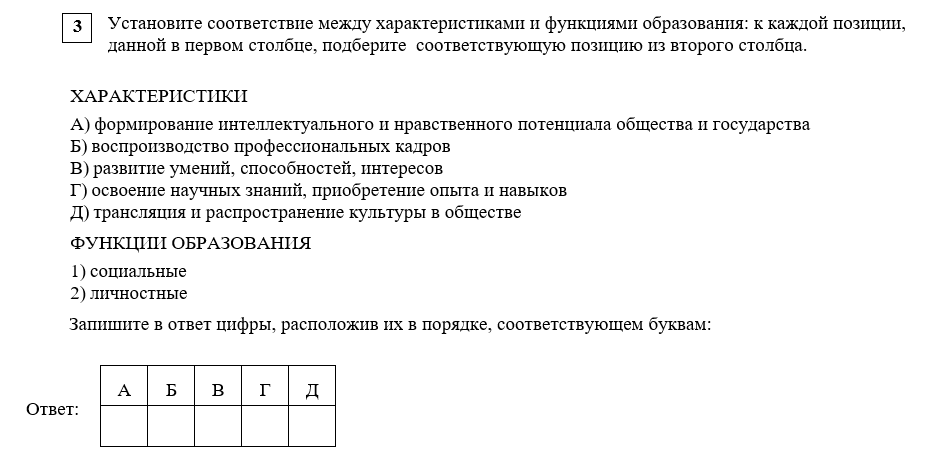 3
Установите соответствие между характеристиками и функциями образования: к каждой позиции,
данной в первом столбце, подберите соответствующую позицию из второго столбца.
ХАРАКТЕРИСТИКИ
А) формирование интеллектуального и нравственного потенциала общества и государства
Б) воспроизводство профессиональных кадров
В) развитие умений, способностей, интересов
Г) освоение научных знаний, приобретение опыта и навыков
Д) трансляция и распространение культуры в обществе
ФУНКЦИИ ОБРАЗОВАНИЯ
1) социальные
2) личностные
Запишите в ответ цифры, расположив их в порядке, соответствующем буквам:
А Б В Г Д
Ответ: